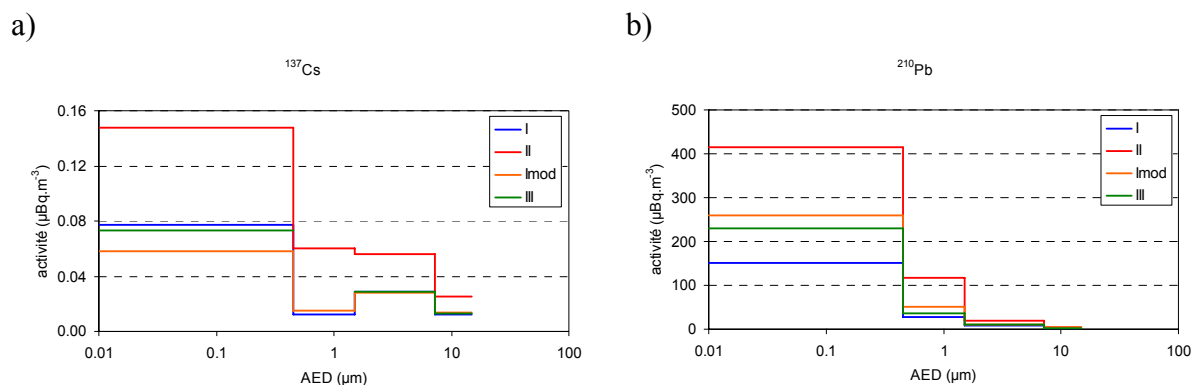 a)
¹³⁷Cs
0.16
0.12
0.08
0.04
0.00
activité (µBq.m⁻³)
I
II
Imod
III
0.01
0.1
1
10
100
AED (µm)
b)
²¹⁰Pb
500
400
300
200
100
0
activité (µBq.m⁻³)
I
II
Imod
III
0.01
0.1
1
10
100
AED (µm)